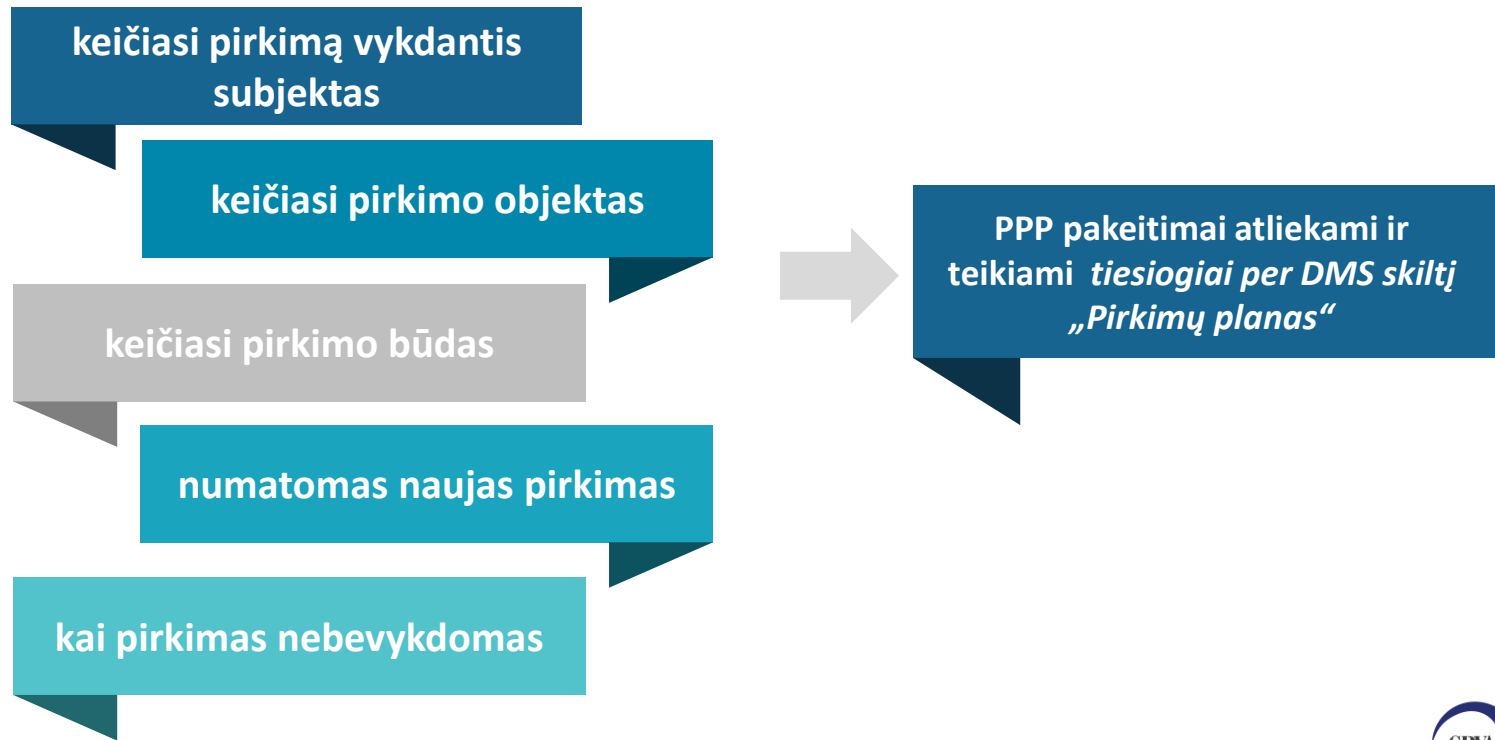 keičiasi pirkimą vykdantis
subjektas
keičiasi pirkimo objektas
keičiasi pirkimo būdas
numatomas naujas pirkimas
kai pirkimas nebevykdomas
PPP pakeitimai atliekami ir
teikiami tiesiogiai per DMS skiltį
„Pirkimų planas“